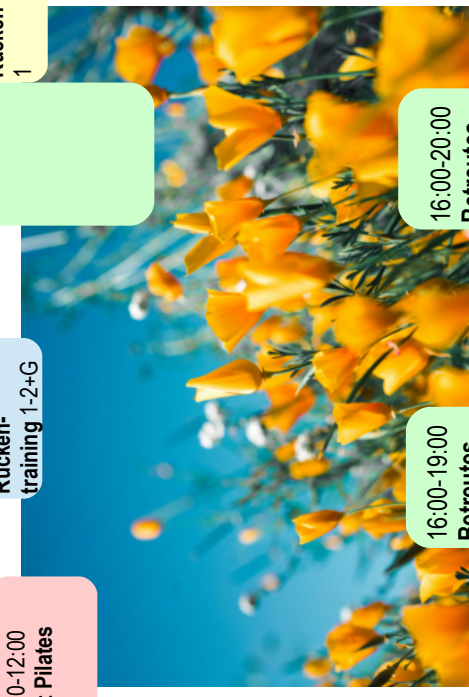 0-12:00
: Pilates
Rücken-
training 1-2+G
1
16:00-19:00
Betreutes
16:00-20:00
Betreutes